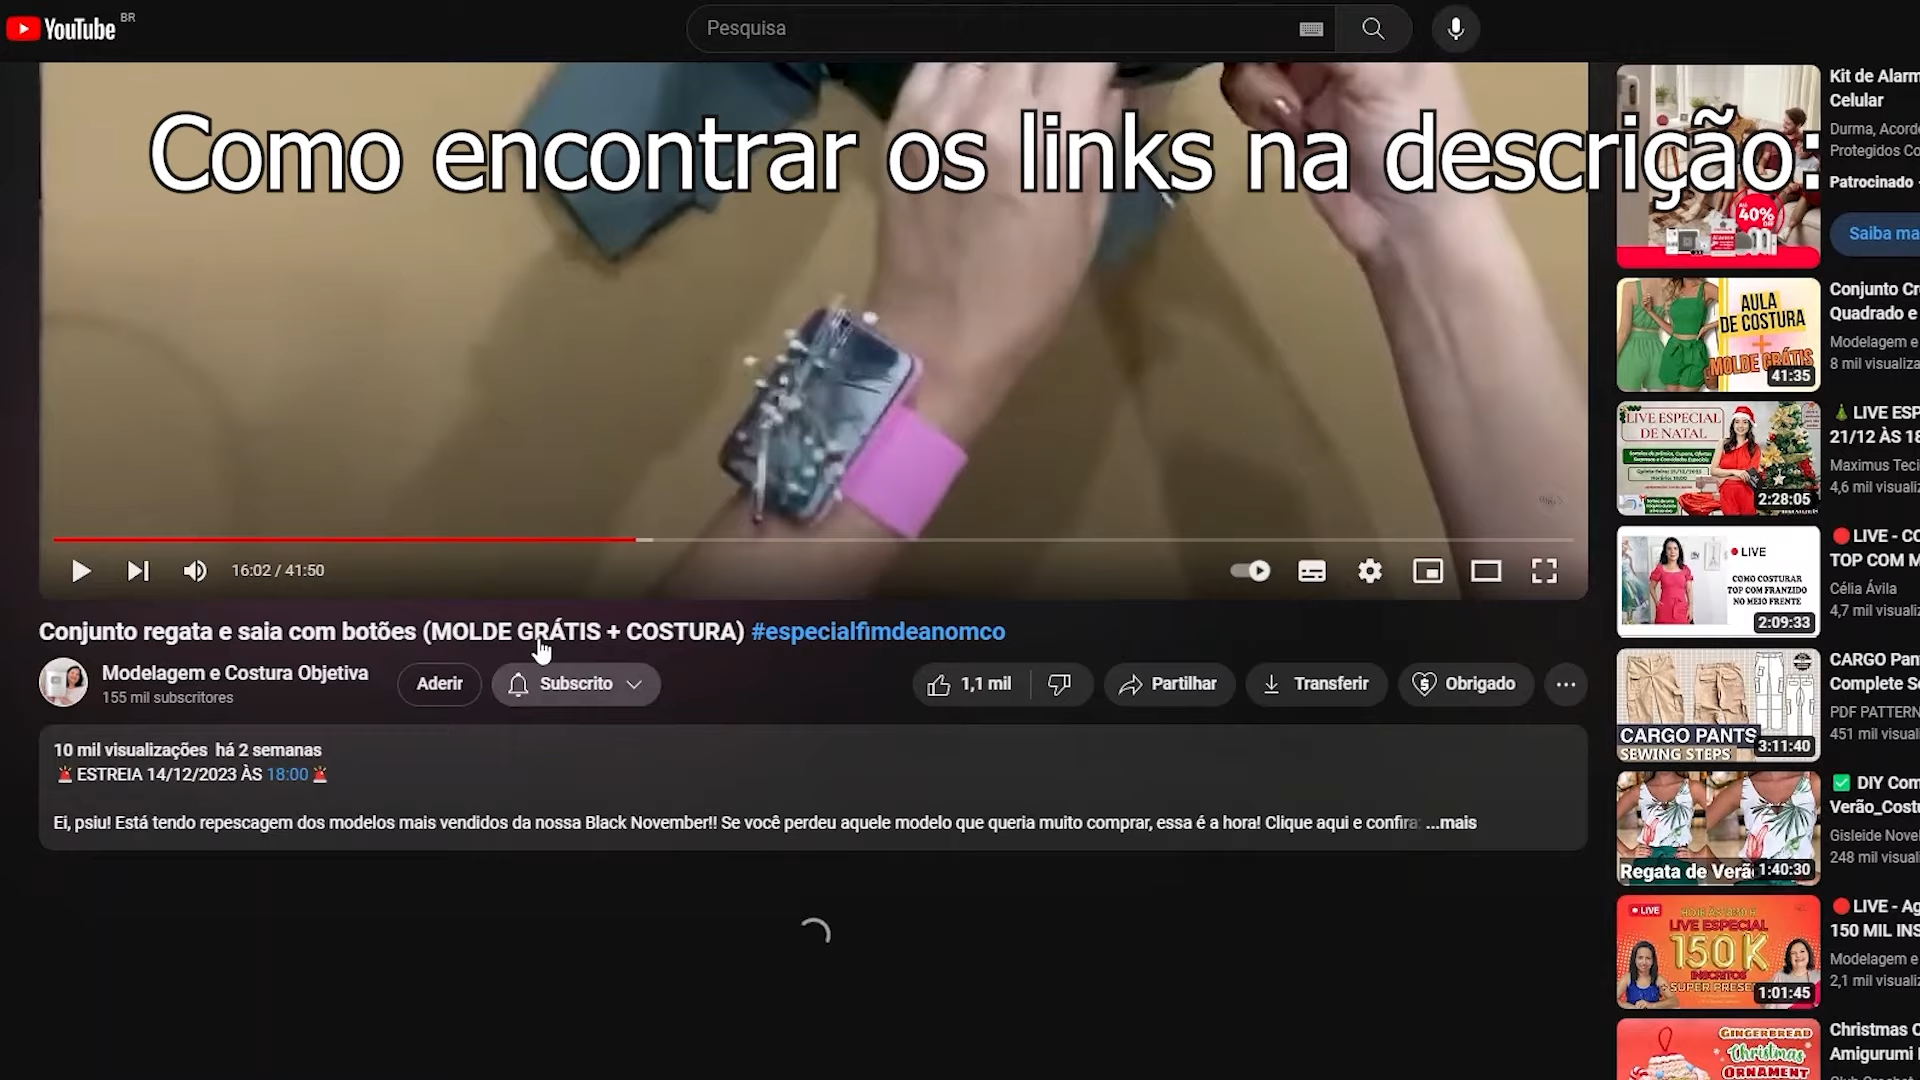 YouTube BR
Pesquisa
Como encontrar os links na descrição:
16:02 / 41:50
Conjunto regata e saia com botões (MOLDE GRÁTIS + COSTURA) #especialfimdeanomco
Modelagem e Costura Objetiva
155 mil subscritores
Aderir
Subscrito
1,1 mil
Partilhar
Transferir
Obrigado
10 mil visualizações há 2 semanas
ESTREIA 14/12/2023 ÀS 18:00
Ei, psiu! Está tendo repescagem dos modelos mais vendidos da nossa Black November!! Se você perdeu aquele modelo que queria muito comprar, essa é a hora! Clique aqui e confira ...mais
Kit de Alarm
Celular
Durma, Acorde
Protegidos Co
Patrocinado ·
40%
Saiba ma
AULA
DE COSTURA
+
MOLDE GRÁTIS
41:35
Conjunto Cr
Quadrado e
Modelagem e
8 mil visualiza
LIVE ESPECIAL
DE NATAL
2:28:05
LIVE ESP
21/12 ÀS 18
Maximus Teci
4,6 mil visualiz
LIVE
COMO COSTURAR
TOP COM FRANZIDO
NO MEIO FRENTE
2:09:33
LIVE - CO
TOP COM M
Célia Ávila
4,7 mil visualiz
CARGO PANTS
SEWING STEPS
3:11:40
CARGO Pan
Complete Se
PDF PATTERN
451 mil visuali
Regata de Verã
1:40:30
DIY Com
Verão_Costu
Gisleide Nove
248 mil visual
LIVE
LIVE ESPECIAL
150K
INSCRITOS
1:01:45
LIVE - Ag
150 MIL INS
Modelagem e
2,1 mil visualiz
GINGERBREAD
Christmas
ORNAMENT
Christmas C
Amigurumi